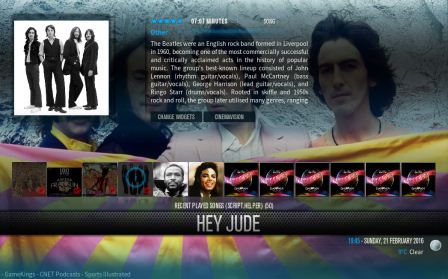 07:07 MINUTES SONG
Other
The Beatles were an English rock band formed in Liverpool
in 1960, becoming one of the most commercially successful
and critically acclaimed acts in the history of popular
music. The group's best-known lineup consisted of John
Lennon (rhythm guitar/vocals), Paul McCartney (bass
guitar/vocals), George Harrison (lead guitar/vocals), and
Ringo Starr (drums/vocals). Rooted in skiffle and 1950s
rock and roll, the group later utilised many genres, ranging
CHANGE WIDGETS CINEMAVISION
RECENT PLAYED SONGS (SCRIPT.HELPER) (50)
HEY JUDE
- SUNDAY, 21 FEBRUARY 2016
9°C Clear
- GameKings - CNET Podcasts - Sports Illustrated